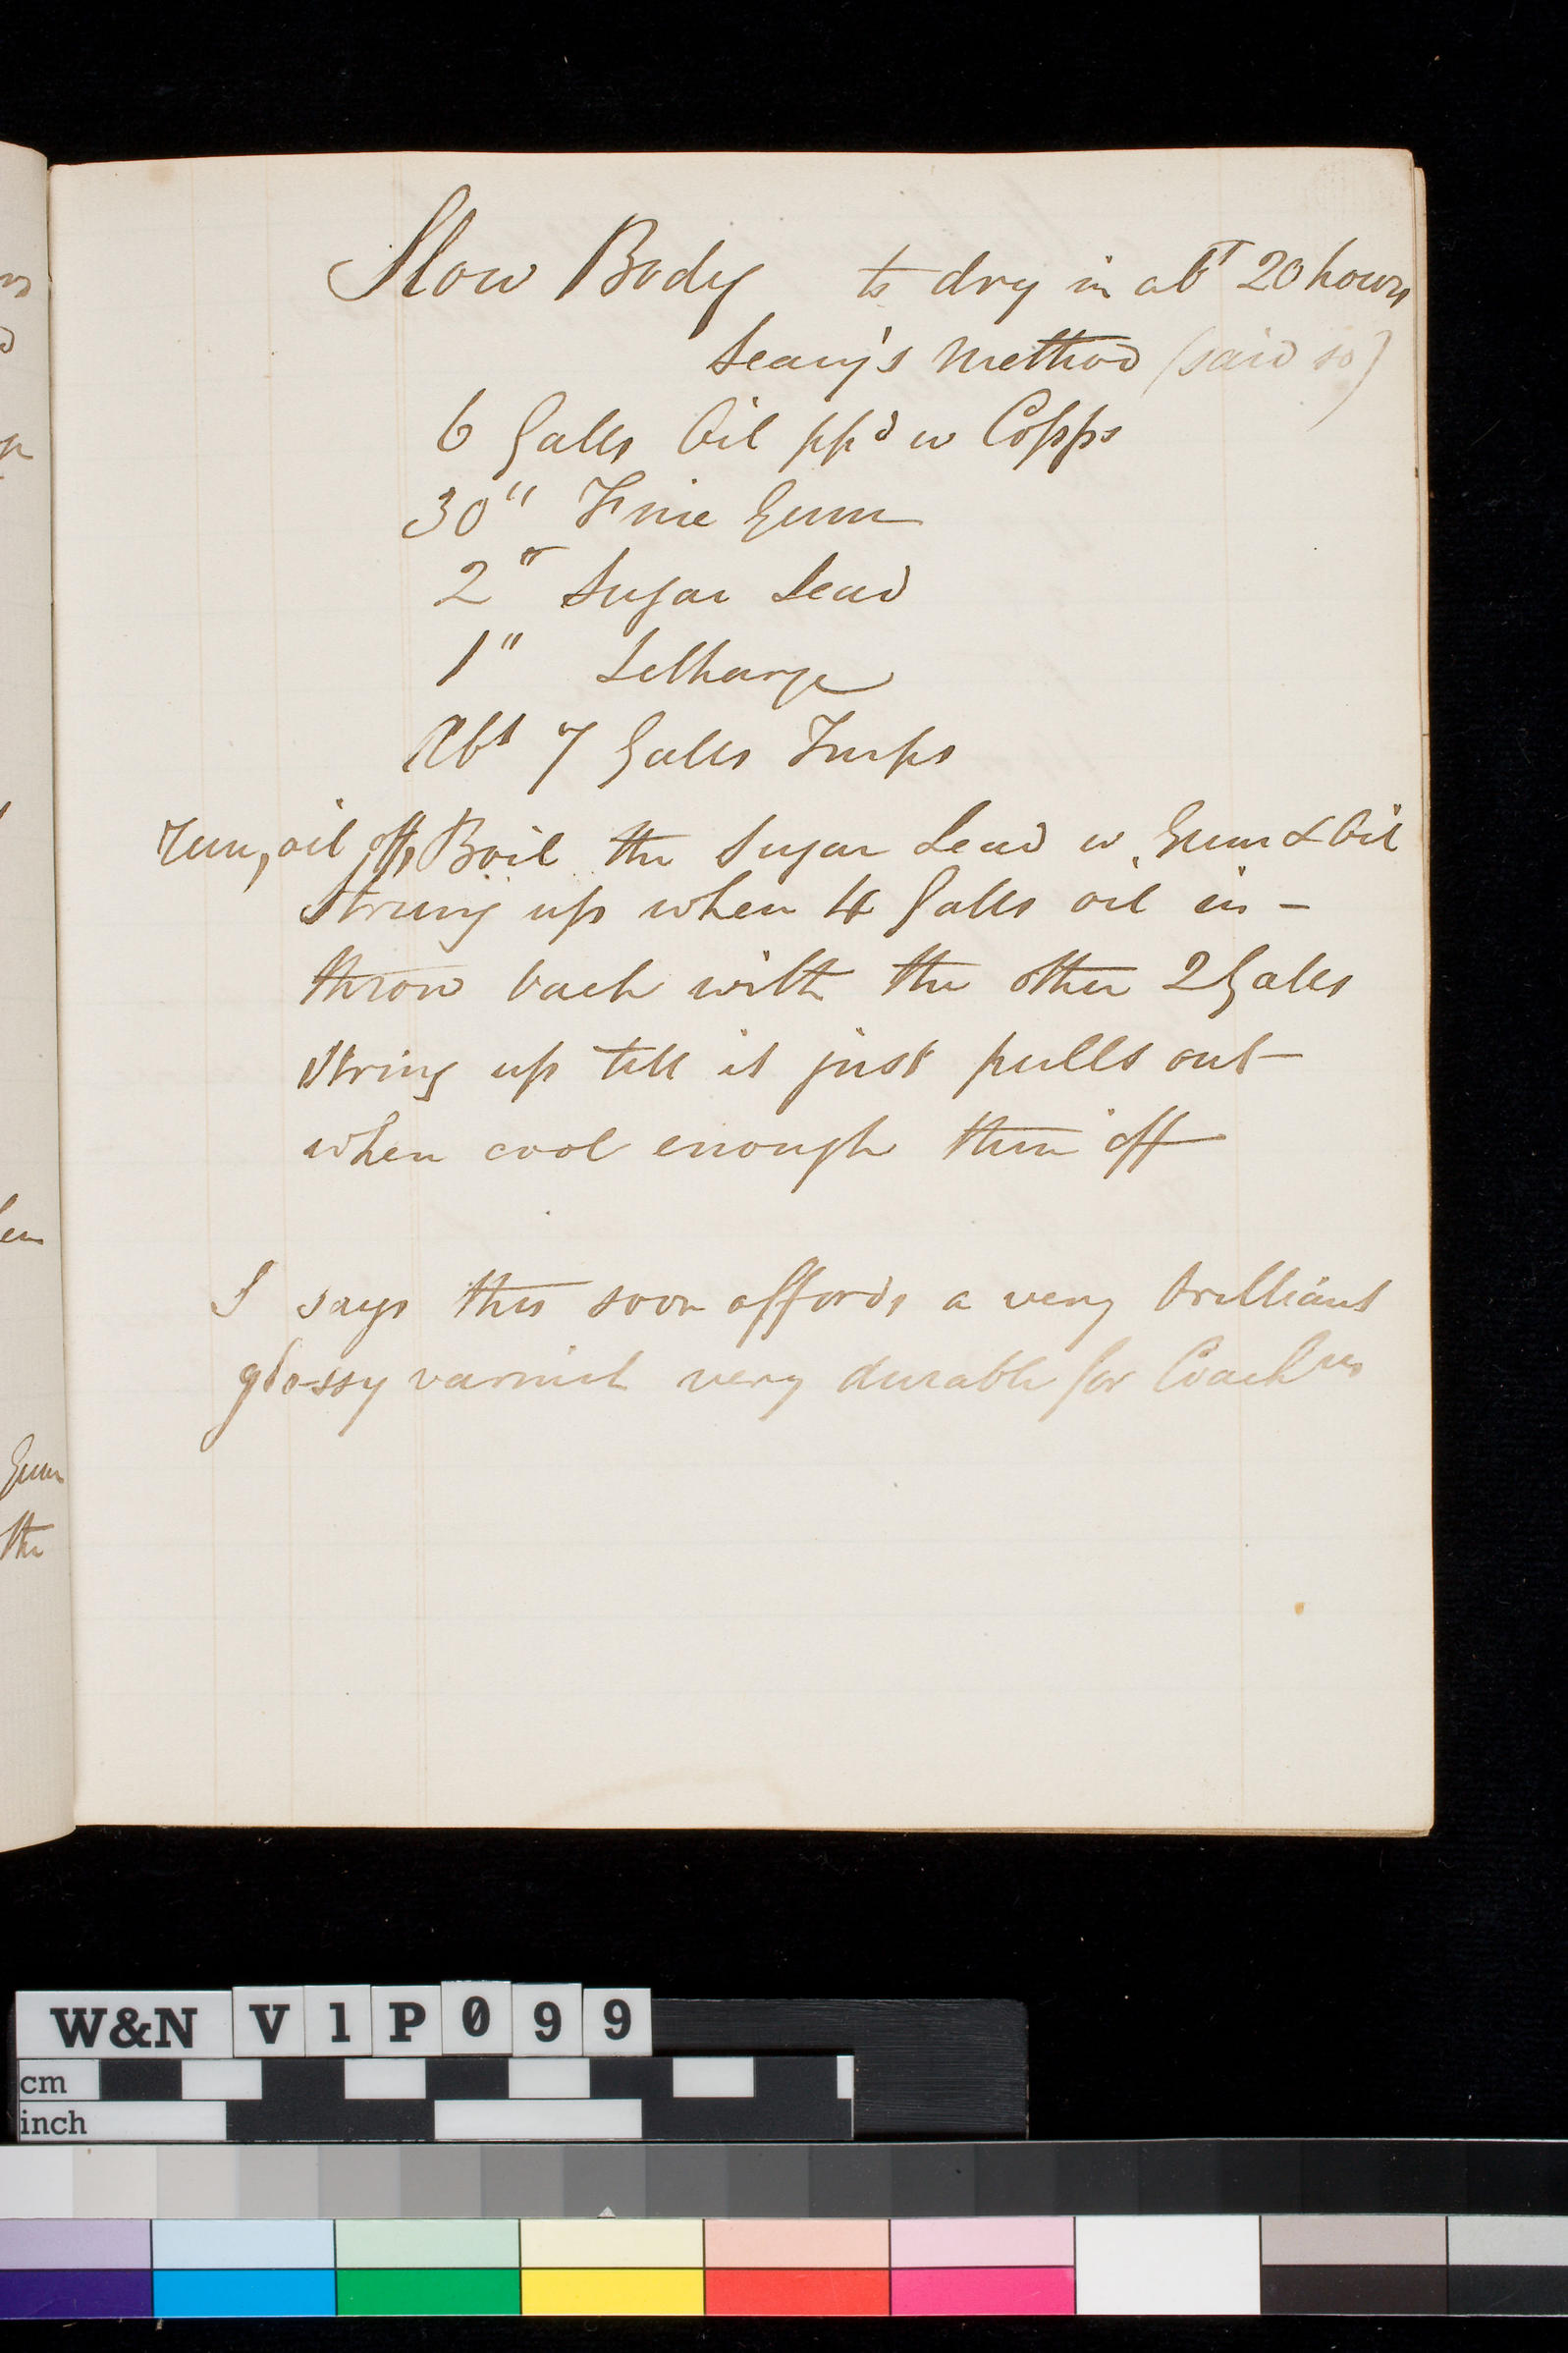 Slow Body to dry in abt 20 hours
Leary's Method (said so)
6 Galls Oil pp'd w Copps
30 " Fine Gum
2 " Sugar Lead
1 " Litharge
Abt 7 Galls Turps
run, oil off, Boil the Sugar Lead w Gum & Oil
String up when 4 Galls oil in -
throw back with the other 2 Galls
string up till it just pulls out
when cool enough thin off
L says this soon affords a very brilliant
glossy varnish very durable for Coaches
Gum
the
W&N V1P099
cm
inch